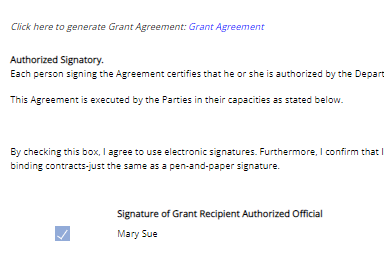 Click here to generate Grant Agreement: Grant Agreement
Authorized Signatory.
Each person signing the Agreement certifies that he or she is authorized by the Depart
This Agreement is executed by the Parties in their capacities as stated below.
By checking this box, I agree to use electronic signatures. Furthermore, I confirm that I
binding contracts-just the same as a pen-and-paper signature.
Signature of Grant Recipient Authorized Official
Mary Sue